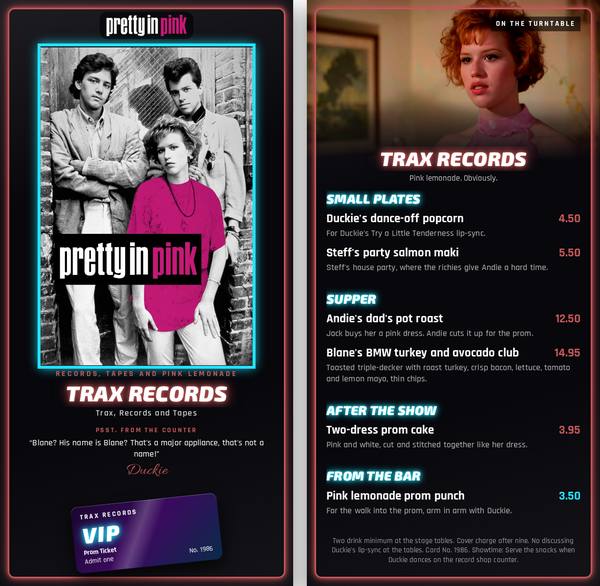 pretty in pink
pretty in pink
RECORDS, TAPES AND PINK LEMONADE
TRAX RECORDS
Trax, Records and Tapes
PSST. FROM THE COUNTER
"Blane? His name is Blane? That's a major appliance, that's not a
name!"
Duckie
TRAX RECORDS
VIP
Prom Ticket
Admit one
No. 1986
ON THE TURNTABLE
TRAX RECORDS
Pink lemonade. Obviously.
SMALL PLATES
Duckie's dance-off popcorn 4.50
For Duckie's Try a Little Tenderness lip-sync.
Steff's party salmon maki 5.50
Steff's house party, where the richies give Andie a hard time.
SUPPER
Andie's dad's pot roast 12.50
Jack buys her a pink dress. Andie cuts it up for the prom.
Blane's BMW turkey and avocado club 14.95
Toasted triple-decker with roast turkey, crisp bacon, lettuce, tomato
and lemon mayo, thin chips.
AFTER THE SHOW
Two-dress prom cake 3.95
Pink and white, cut and stitched together like her dress.
FROM THE BAR
Pink lemonade prom punch 3.50
For the walk into the prom, arm in arm with Duckie.
Two drink minimum at the stage tables. Cover charge after nine. No discussing
Duckie's lip-sync at the tables. Card No. 1986. Showtime: Serve the snacks when
Duckie dances on the record shop counter.